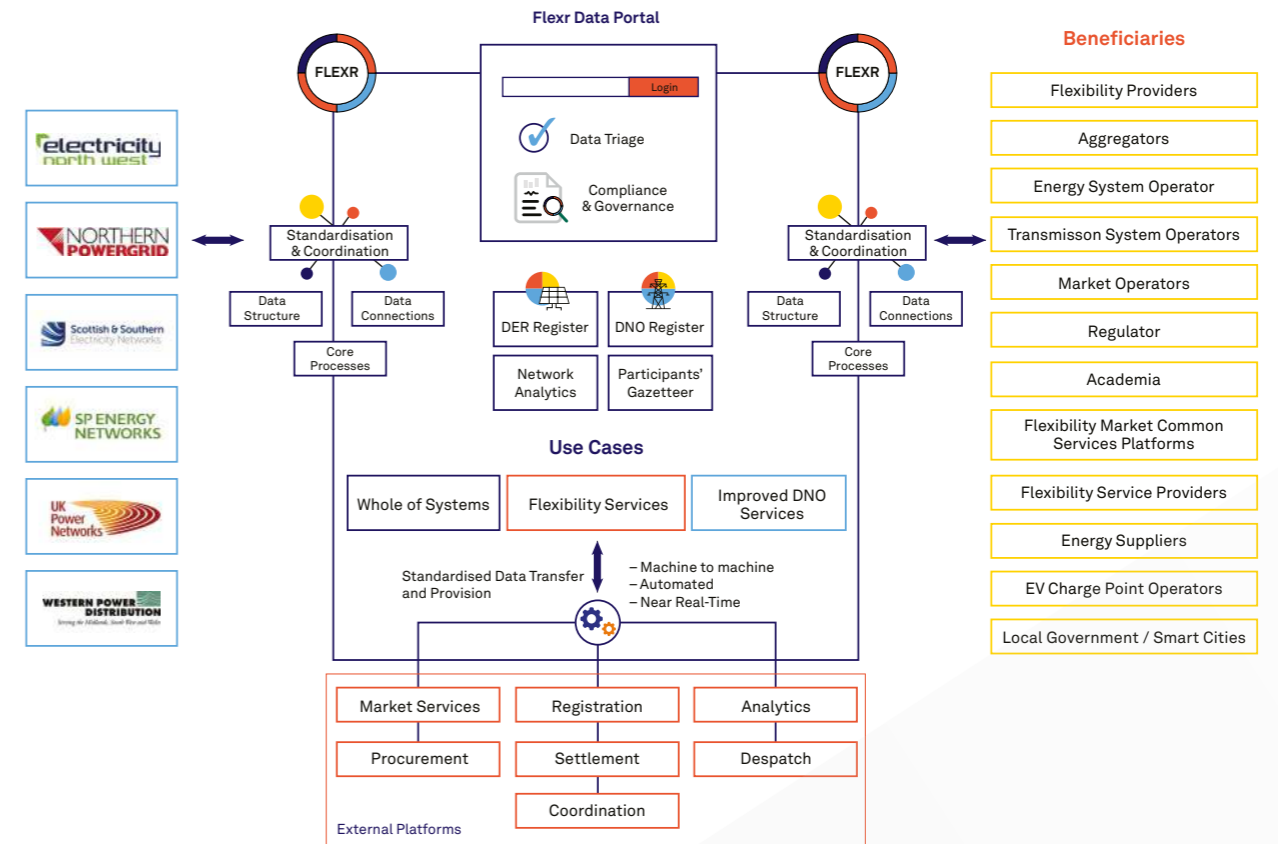 Flexr Data Portal
FLEXR
FLEXR
Login
Data Triage
Compliance
& Governance
electricity
north west
NORTHERN
POWERGRID
Scottish & Southern
Electricity Networks
SP ENERGY
NETWORKS
UK
Power
Networks
WESTERN POWER
DISTRIBUTION
Serving the Midlands, South West and Wales
Standardisation
& Coordination
Data
Structure
Data
Connections
Core
Processes
DER Register
DNO Register
Network
Analytics
Participants'
Gazetteer
Standardisation
& Coordination
Data
Structure
Data
Connections
Core
Processes
Use Cases
Whole of Systems
Flexibility Services
Improved DNO
Services
Standardised Data Transfer
and Provision
– Machine to machine
– Automated
– Near Real-Time
Market Services
Registration
Analytics
Procurement
Settlement
Despatch
Coordination
External Platforms
Beneficiaries
Flexibility Providers
Aggregators
Energy System Operator
Transmisson System Operators
Market Operators
Regulator
Academia
Flexibility Market Common
Services Platforms
Flexibility Service Providers
Energy Suppliers
EV Charge Point Operators
Local Government / Smart Cities